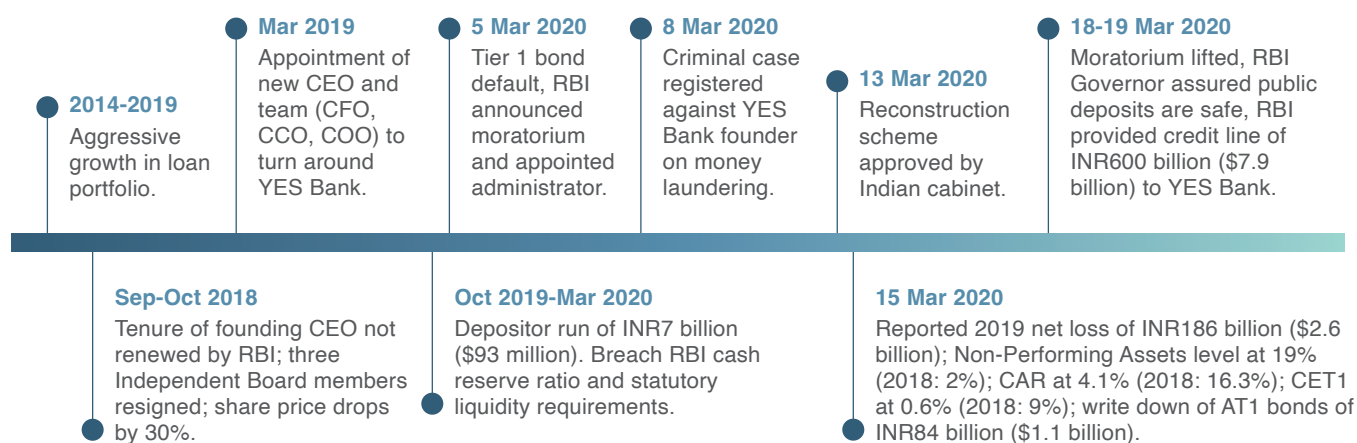 2014-2019
Aggressive
growth in loan
portfolio.
Mar 2019
Appointment of
new CEO and
team (CFO,
CCO, COO) to
turn around
YES Bank.
5 Mar 2020
Tier 1 bond
default, RBI
announced
moratorium
and appointed
administrator.
8 Mar 2020
Criminal case
registered
against YES
Bank founder
on money
laundering.
13 Mar 2020
Reconstruction
scheme
approved by
Indian cabinet.
18-19 Mar 2020
Moratorium lifted, RBI
Governor assured public
deposits are safe, RBI
provided credit line of
INR600 billion ($7.9
billion) to YES Bank.
Sep-Oct 2018
Tenure of founding CEO not
renewed by RBI; three
Independent Board members
resigned; share price drops
by 30%.
Oct 2019-Mar 2020
Depositor run of INR7 billion
($93 million). Breach RBI cash
reserve ratio and statutory
liquidity requirements.
15 Mar 2020
Reported 2019 net loss of INR186 billion ($2.6
billion); Non-Performing Assets level at 19%
(2018: 2%); CAR at 4.1% (2018: 16.3%); CET1
at 0.6% (2018: 9%); write down of AT1 bonds of
INR84 billion ($1.1 billion).